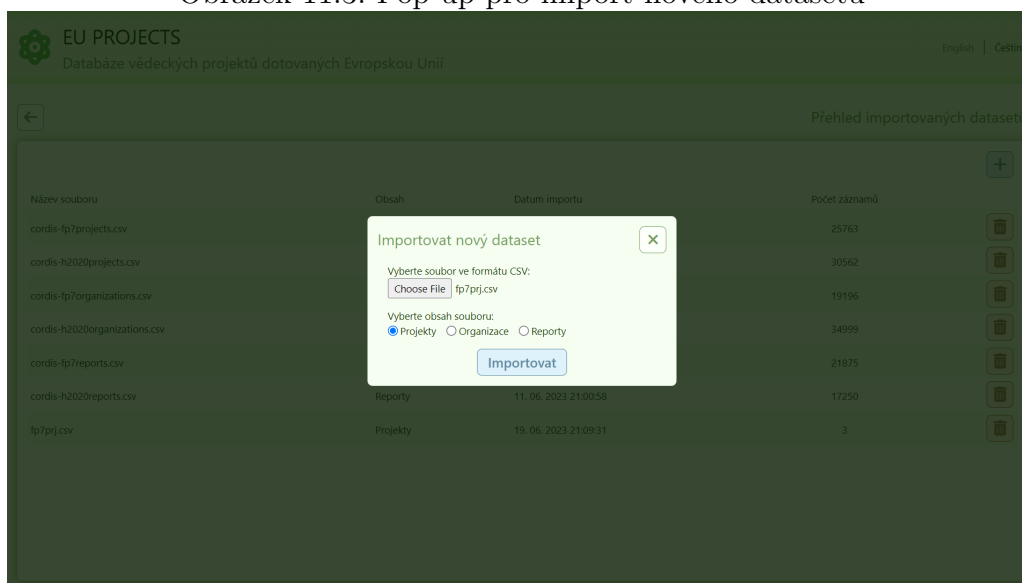 Obrázek 11.3: Pop-up pro import nového datasetu
EU PROJECTS
Databáze vědeckých projektů dotovaných Evropskou Unií
English | Češtin
Přehled importovaných dataset
Název souboru Obsah Datum importu Počet záznamů
cordis-fp7projects.csv 25763
cordis-h2020projects.csv 30562
cordis-fp7organizations.csv 19196
cordis-h2020organizations.csv 34999
cordis-fp7reports.csv 21875
cordis-h2020reports.csv Reporty 11. 06. 2023 21:00:58 17250
fp7prj.csv Projekty 19. 06. 2023 21:09:31 3
Importovat nový dataset
Vyberte soubor ve formátu CSV:
Choose File fp7prj.csv
Vyberte obsah souboru:
Projekty Organizace Reporty
Importovat